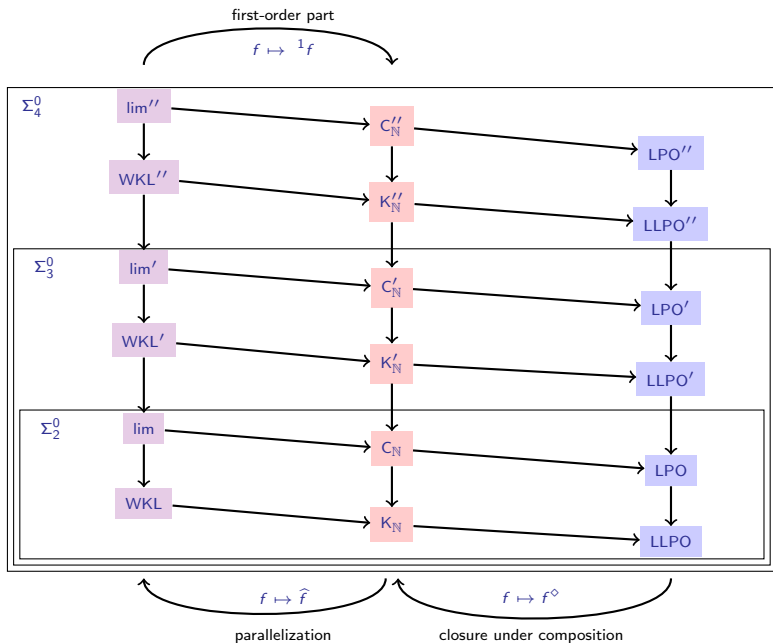 first-order part
f ↦ ¹f
Σ⁰₄
lim′′
C′′ℕ
LPO′′
WKL′′
K′′ℕ
LLPO′′
Σ⁰₃
lim′
C′ℕ
LPO′
WKL′
K′ℕ
LLPO′
Σ⁰₂
lim
Cℕ
LPO
WKL
Kℕ
LLPO
f ↦ f̂
f ↦ f^⋄
parallelization
closure under composition